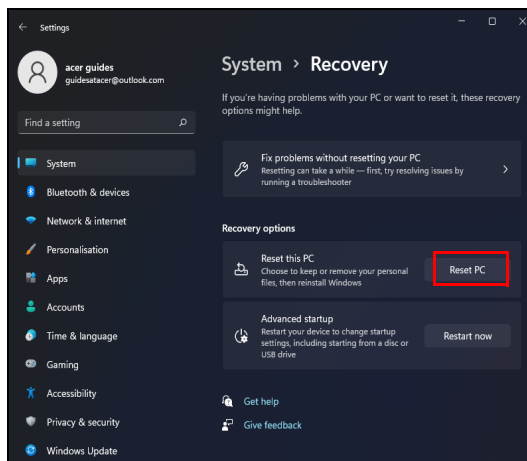 Settings
acer guides
guidesatacer@outlook.com
Find a setting
System
Bluetooth & devices
Network & internet
Personalisation
Apps
Accounts
Time & language
Gaming
Accessibility
Privacy & security
Windows Update
System > Recovery
If you're having problems with your PC or want to reset it, these recovery
options might help.
Fix problems without resetting your PC
Resetting can take a while — first, try resolving issues by
running a troubleshooter
Recovery options
Reset this PC
Choose to keep or remove your personal
files, then reinstall Windows
Reset PC
Advanced startup
Restart your device to change startup
settings, including starting from a disc or
USB drive
Restart now
Get help
Give feedback